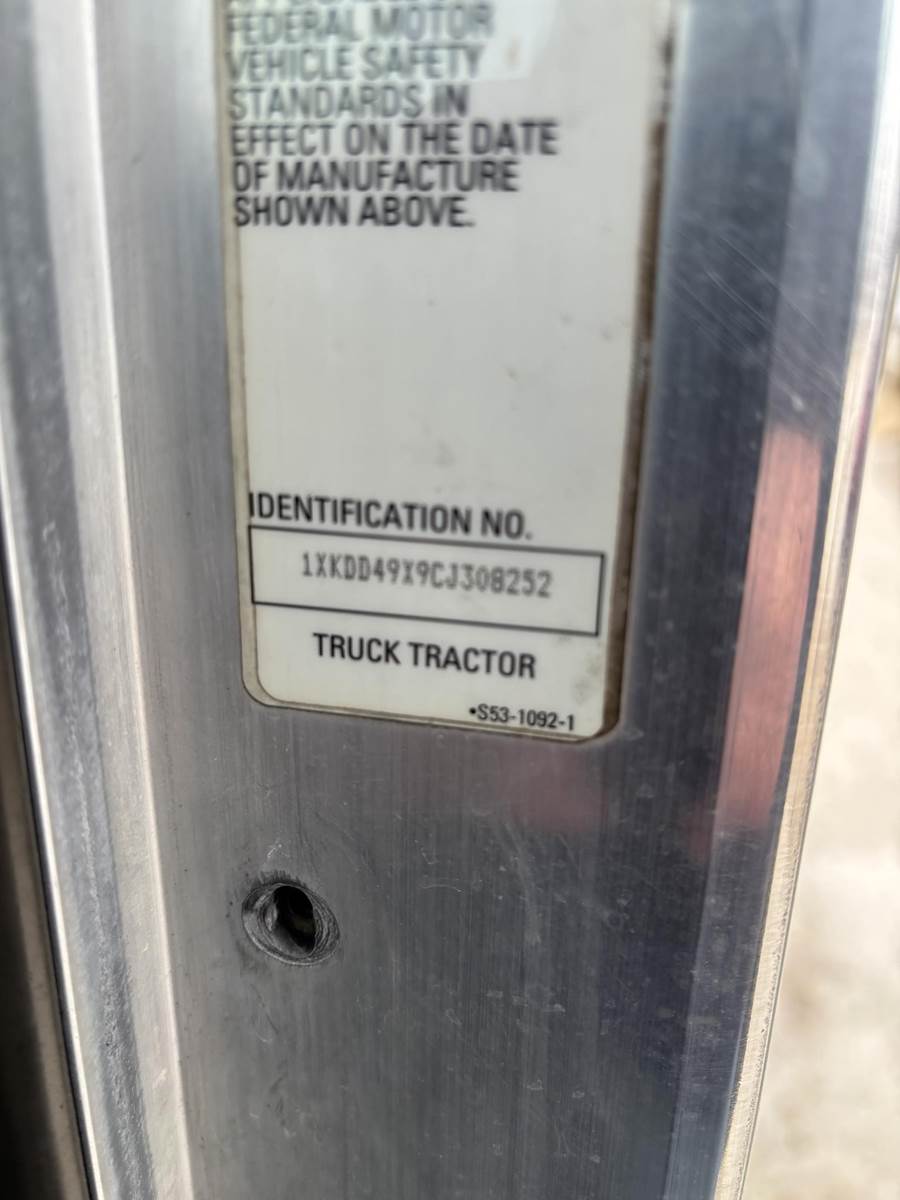 FEDERAL MOTOR
VEHICLE SAFETY
STANDARDS IN
EFFECT ON THE DATE
OF MANUFACTURE
SHOWN ABOVE.
IDENTIFICATION NO.
1XKDD49X9CJ308252
TRUCK TRACTOR
•S53-1092-1